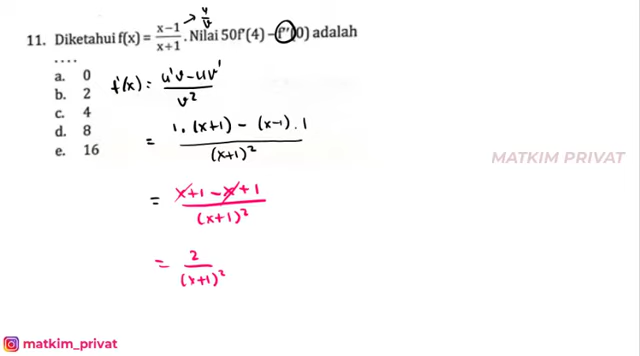 11. Diketahui f(x) = x-1/x+1 → u/v . Nilai 50f'(4) - f''(0) adalah
....
a. 0
b. 2
c. 4
d. 8
e. 16
f'(x) = u'v - uv' / v²
= 1. (x+1) - (x-1). 1 / (x+1)²
= x+1 - x+1 / (x+1)²
= 2 / (x+1)²
MATKIM PRIVAT
matkim_privat